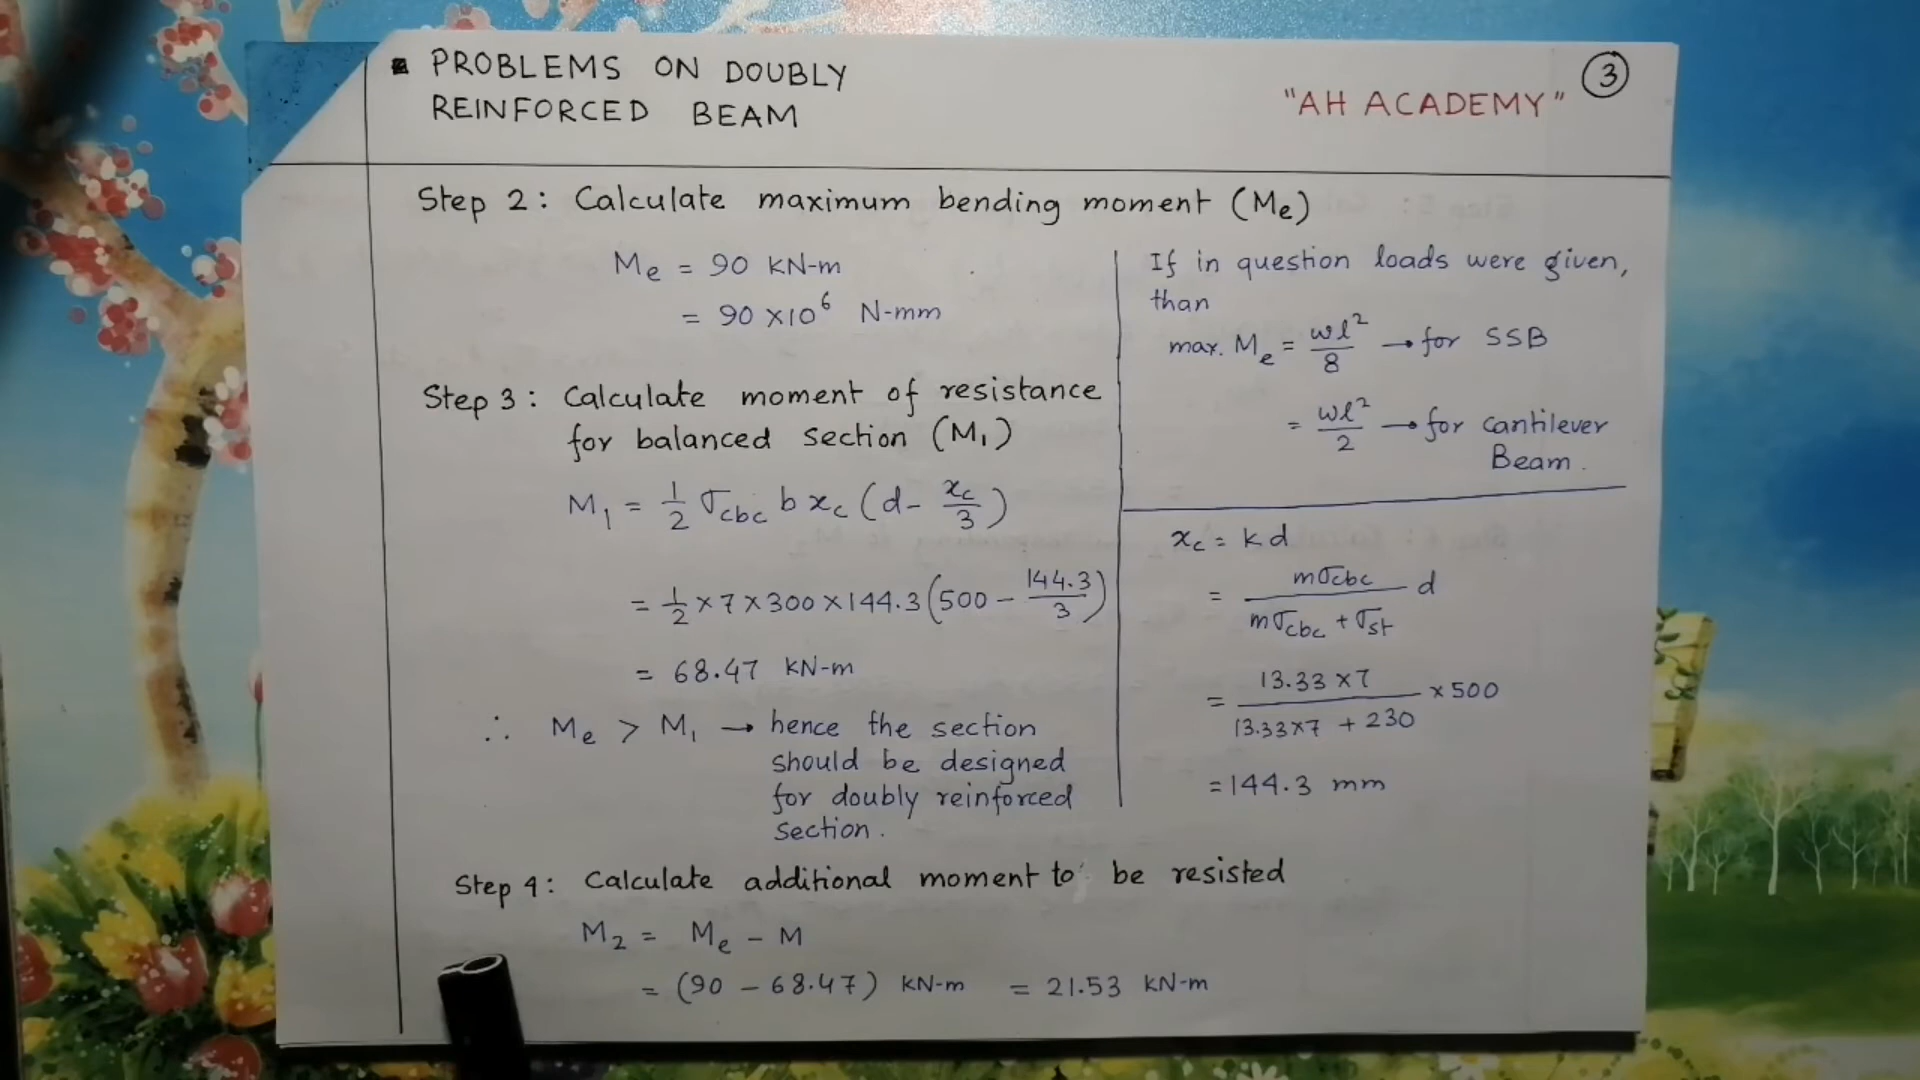 PROBLEMS ON DOUBLY
REINFORCED BEAM
"AH ACADEMY"
3
Step 2: Calculate maximum bending moment (Me)
Me = 90 KN-m
= 90 x10⁶ N-mm
If in question loads were given,
than
max. Me = wl²/8 → for SSB
= wl²/2 → for cantilever
Beam.
Step 3: Calculate moment of resistance
for balanced section (M₁)
M₁ = 1/2 σcbc b xc (d - xc/3)
= 1/2 x 7 x 300 x 144.3 (500 - 144.3/3)
= 68.47 KN-m
∴ Me > M₁ → hence the section
should be designed
for doubly reinforced
section.
xc = kd
= mσcbc / mσcbc + σst d
= 13.33 x7 / 13.33x7 + 230 x 500
= 144.3 mm
Step 4: Calculate additional moment to be resisted
M₂ = Me - M
= (90 - 68.47) KN-m = 21.53 KN-m